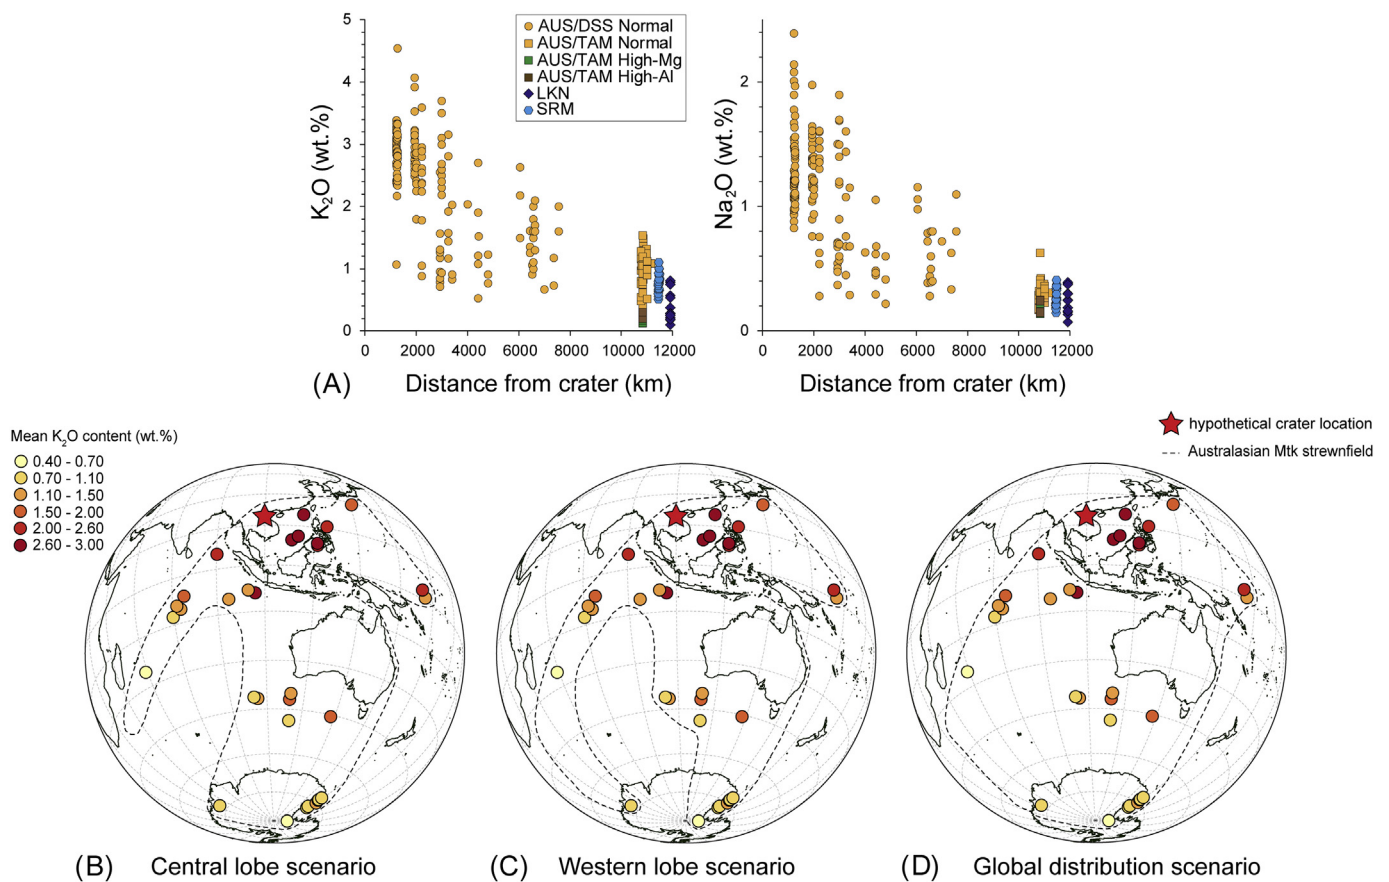 5
4
3
2
1
0
K₂O (wt.%)
0 2000 4000 6000 8000 10000 12000
Distance from crater (km)
AUS/DSS Normal
AUS/TAM Normal
AUS/TAM High-Mg
AUS/TAM High-Al
LKN
SRM
2
1
0
Na₂O (wt.%)
0 2000 4000 6000 8000 10000 12000
Distance from crater (km)
(A)
hypothetical crater location
Australasian Mtk strewnfield
Mean K₂O content (wt.%)
0.40 - 0.70
0.70 - 1.10
1.10 - 1.50
1.50 - 2.00
2.00 - 2.60
2.60 - 3.00
(B) Central lobe scenario
(C) Western lobe scenario
(D) Global distribution scenario